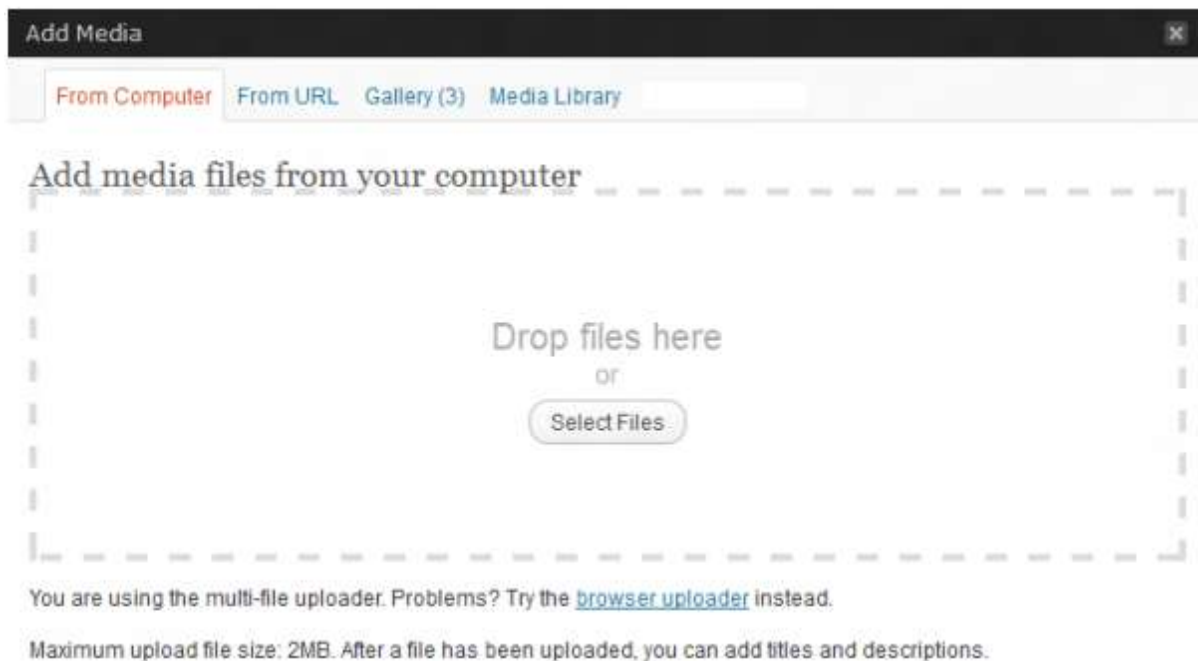 Add Media
From Computer From URL Gallery (3) Media Library
Add media files from your computer
Drop files here
or
Select Files
You are using the multi-file uploader. Problems? Try the browser uploader instead.
Maximum upload file size: 2MB. After a file has been uploaded, you can add titles and descriptions.